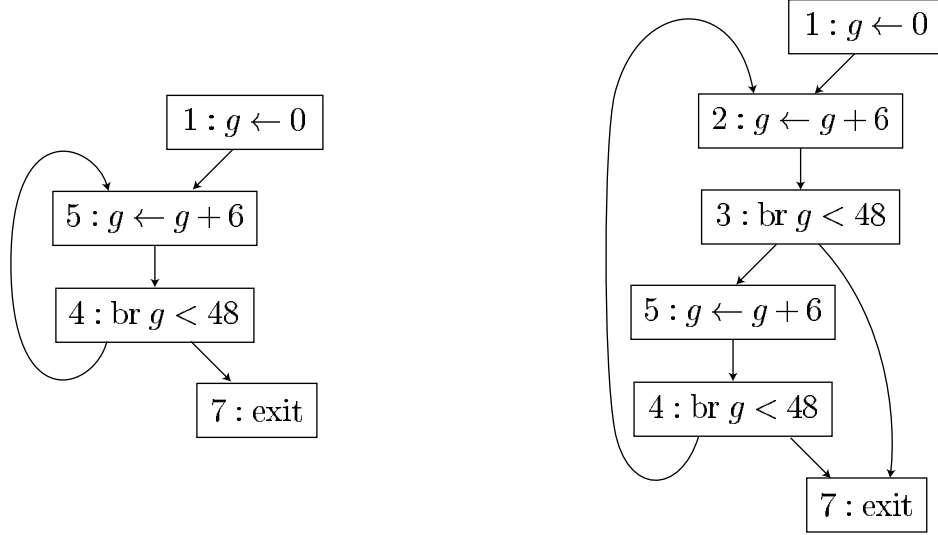 1 : g ← 0
5 : g ← g + 6
4 : br g < 48
7 : exit
1 : g ← 0
2 : g ← g + 6
3 : br g < 48
5 : g ← g + 6
4 : br g < 48
7 : exit